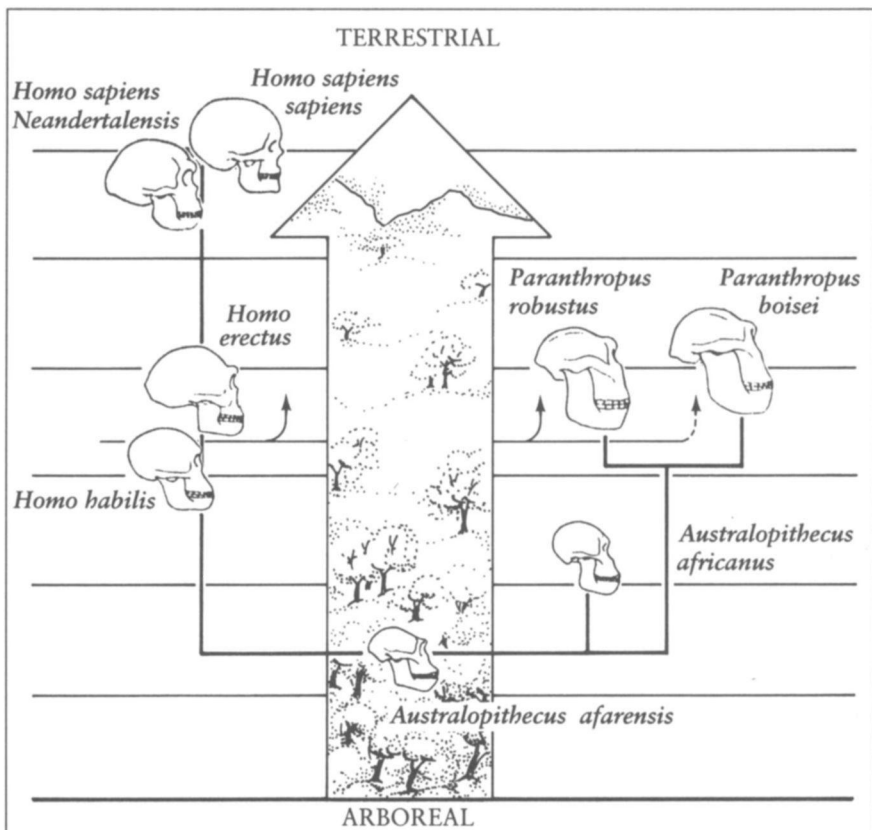 TERRESTRIAL
Homo sapiens
Neandertalensis
Homo sapiens
sapiens
Homo
erectus
Paranthropus
robustus
Paranthropus
boisei
Homo habilis
Australopithecus
africanus
Australopithecus afarensis
ARBOREAL